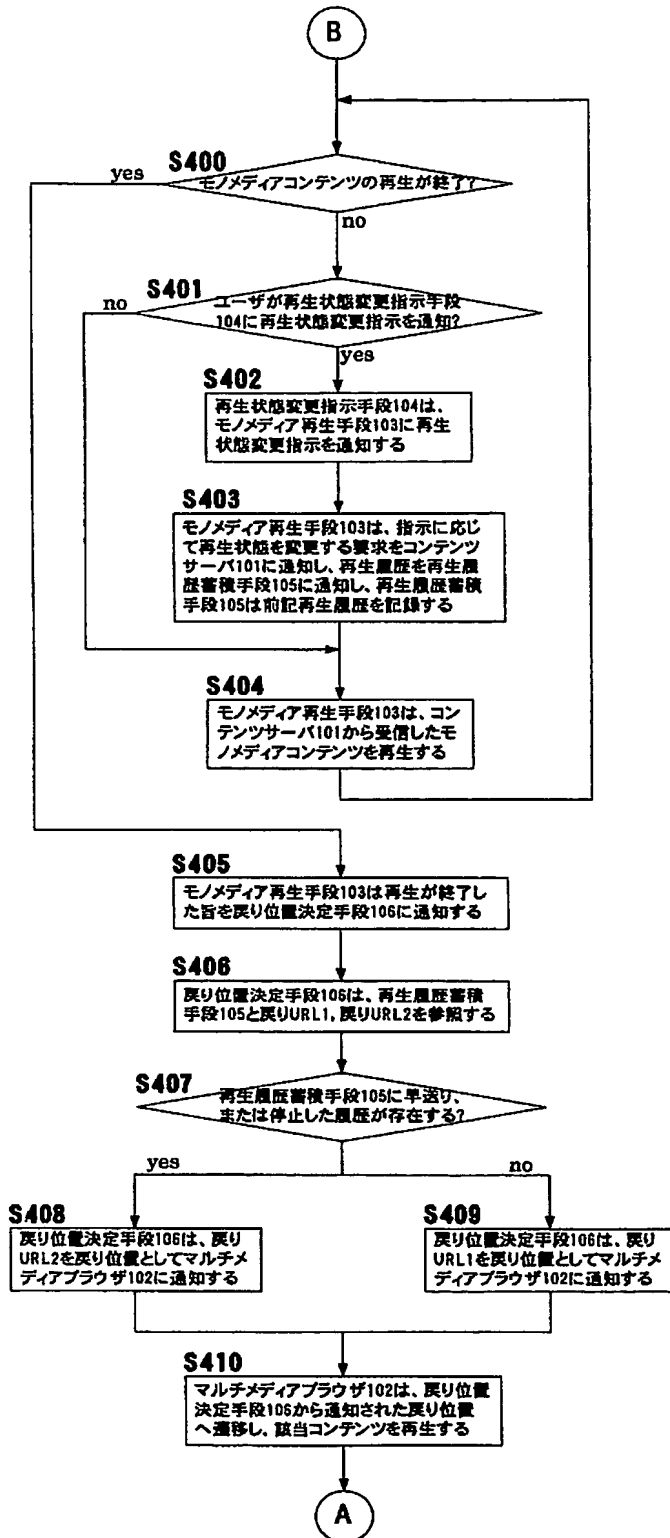 B
S400
yes
モノメディアコンテンツの再生が終了?
no
S401
no
ユーザが再生状態変更指示手段
104に再生状態変更指示を通知?
yes
S402
再生状態変更指示手段104は、
モノメディア再生手段103に再生
状態変更指示を通知する
S403
モノメディア再生手段103は、指示に応じ
て再生状態を変更する要求をコンテンツ
サーバ101に通知し、再生履歴を再生履
歴蓄積手段105に通知し、再生履歴蓄積
手段105は前記再生履歴を記録する
S404
モノメディア再生手段103は、コン
テンツサーバ101から受信したモ
ノメディアコンテンツを再生する
S405
モノメディア再生手段103は再生が終了し
た旨を戻り位置決定手段106に通知する
S406
戻り位置決定手段106は、再生履歴蓄積
手段105と戻りURL1,戻りURL2を参照する
S407
再生履歴蓄積手段105に早送り、
または停止した履歴が存在する?
yes
no
S408
戻り位置決定手段106は、戻り
URL2を戻り位置としてマルチメ
ディアブラウザ102に通知する
S409
戻り位置決定手段106は、戻り
URL1を戻り位置としてマルチメ
ディアブラウザ102に通知する
S410
マルチメディアブラウザ102は、戻り位置
決定手段106から通知された戻り位置
へ遷移し、該当コンテンツを再生する
A